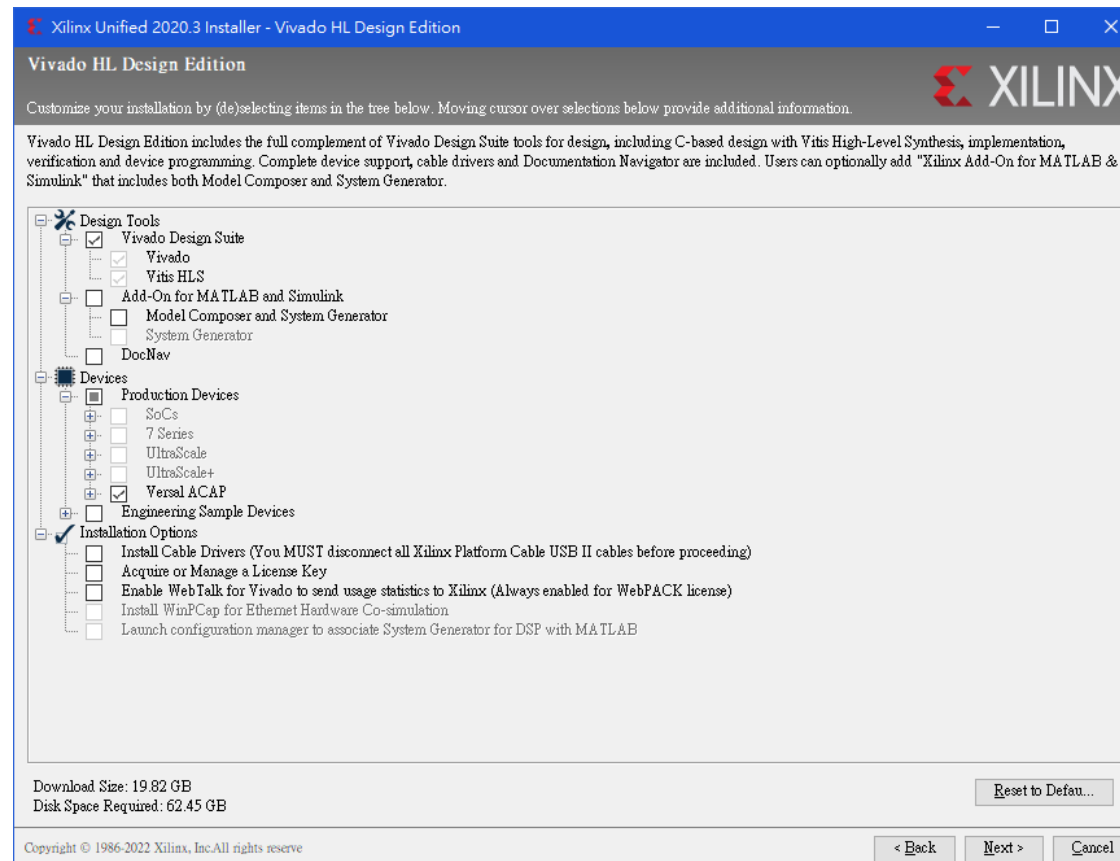 Xilinx Unified 2020.3 Installer - Vivado HL Design Edition
Vivado HL Design Edition
XILINX
Customize your installation by (de)selecting items in the tree below. Moving cursor over selections below provide additional information.
Vivado HL Design Edition includes the full complement of Vivado Design Suite tools for design, including C-based design with Vitis High-Level Synthesis, implementation,
verification and device programming. Complete device support, cable drivers and Documentation Navigator are included. Users can optionally add "Xilinx Add-On for MATLAB &
Simulink" that includes both Model Composer and System Generator.
Design Tools
Vivado Design Suite
Vivado
Vitis HLS
Add-On for MATLAB and Simulink
Model Composer and System Generator
System Generator
DocNav
Devices
Production Devices
SoCs
7 Series
UltraScale
UltraScale+
Versal ACAP
Engineering Sample Devices
Installation Options
Install Cable Drivers (You MUST disconnect all Xilinx Platform Cable USB II cables before proceeding)
Acquire or Manage a License Key
Enable WebTalk for Vivado to send usage statistics to Xilinx (Always enabled for WebPACK license)
Install WinPCap for Ethernet Hardware Co-simulation
Launch configuration manager to associate System Generator for DSP with MATLAB
Download Size: 19.82 GB
Disk Space Required: 62.45 GB
Reset to Defau...
Copyright © 1986-2022 Xilinx, Inc.All rights reserve
< Back
Next >
Cancel